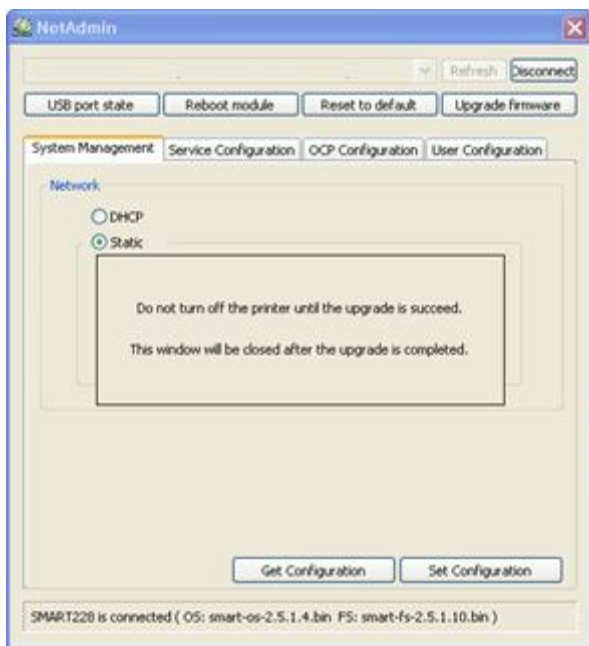 NetAdmin
Refresh Disconnect
USB port state Reboot module Reset to default Upgrade firmware
System Management Service Configuration OCP Configuration User Configuration
Network
DHCP
Static
Do not turn off the printer until the upgrade is succeed.
This window will be closed after the upgrade is completed.
Get Configuration Set Configuration
SMART228 is connected ( OS: smart-os-2.5.1.4.bin FS: smart-fs-2.5.1.10.bin )